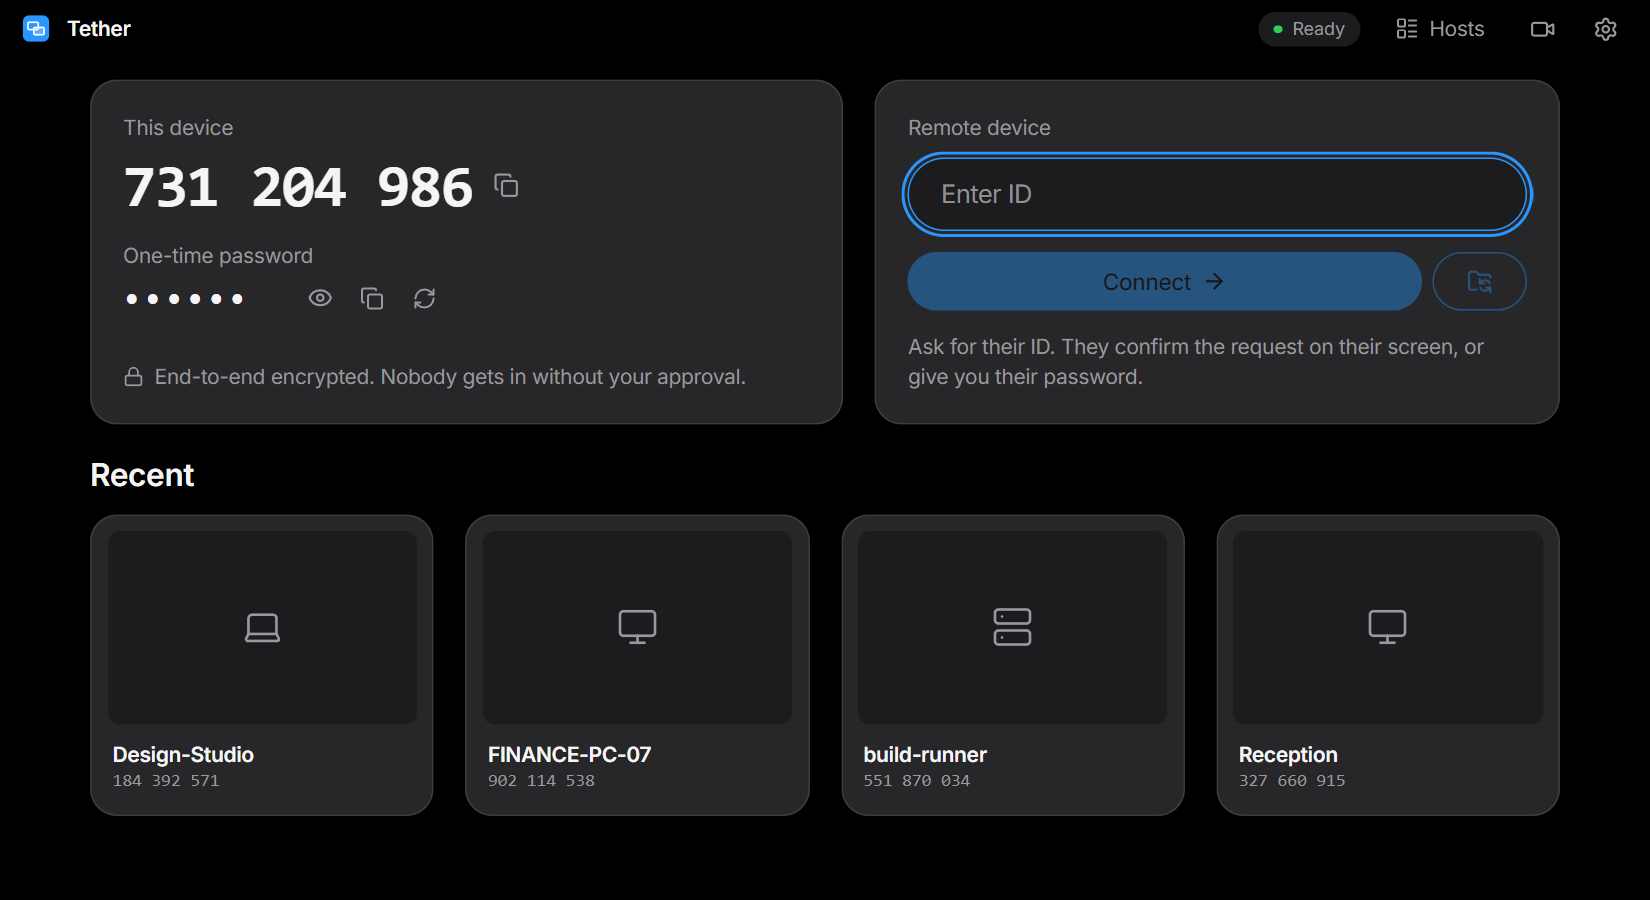 Tether
Ready
Hosts
This device
731 204 986
One-time password
••••••
End-to-end encrypted. Nobody gets in without your approval.
Remote device
Enter ID
Connect →
Ask for their ID. They confirm the request on their screen, or
give you their password.
Recent
Design-Studio
184 392 571
FINANCE-PC-07
902 114 538
build-runner
551 870 034
Reception
327 660 915